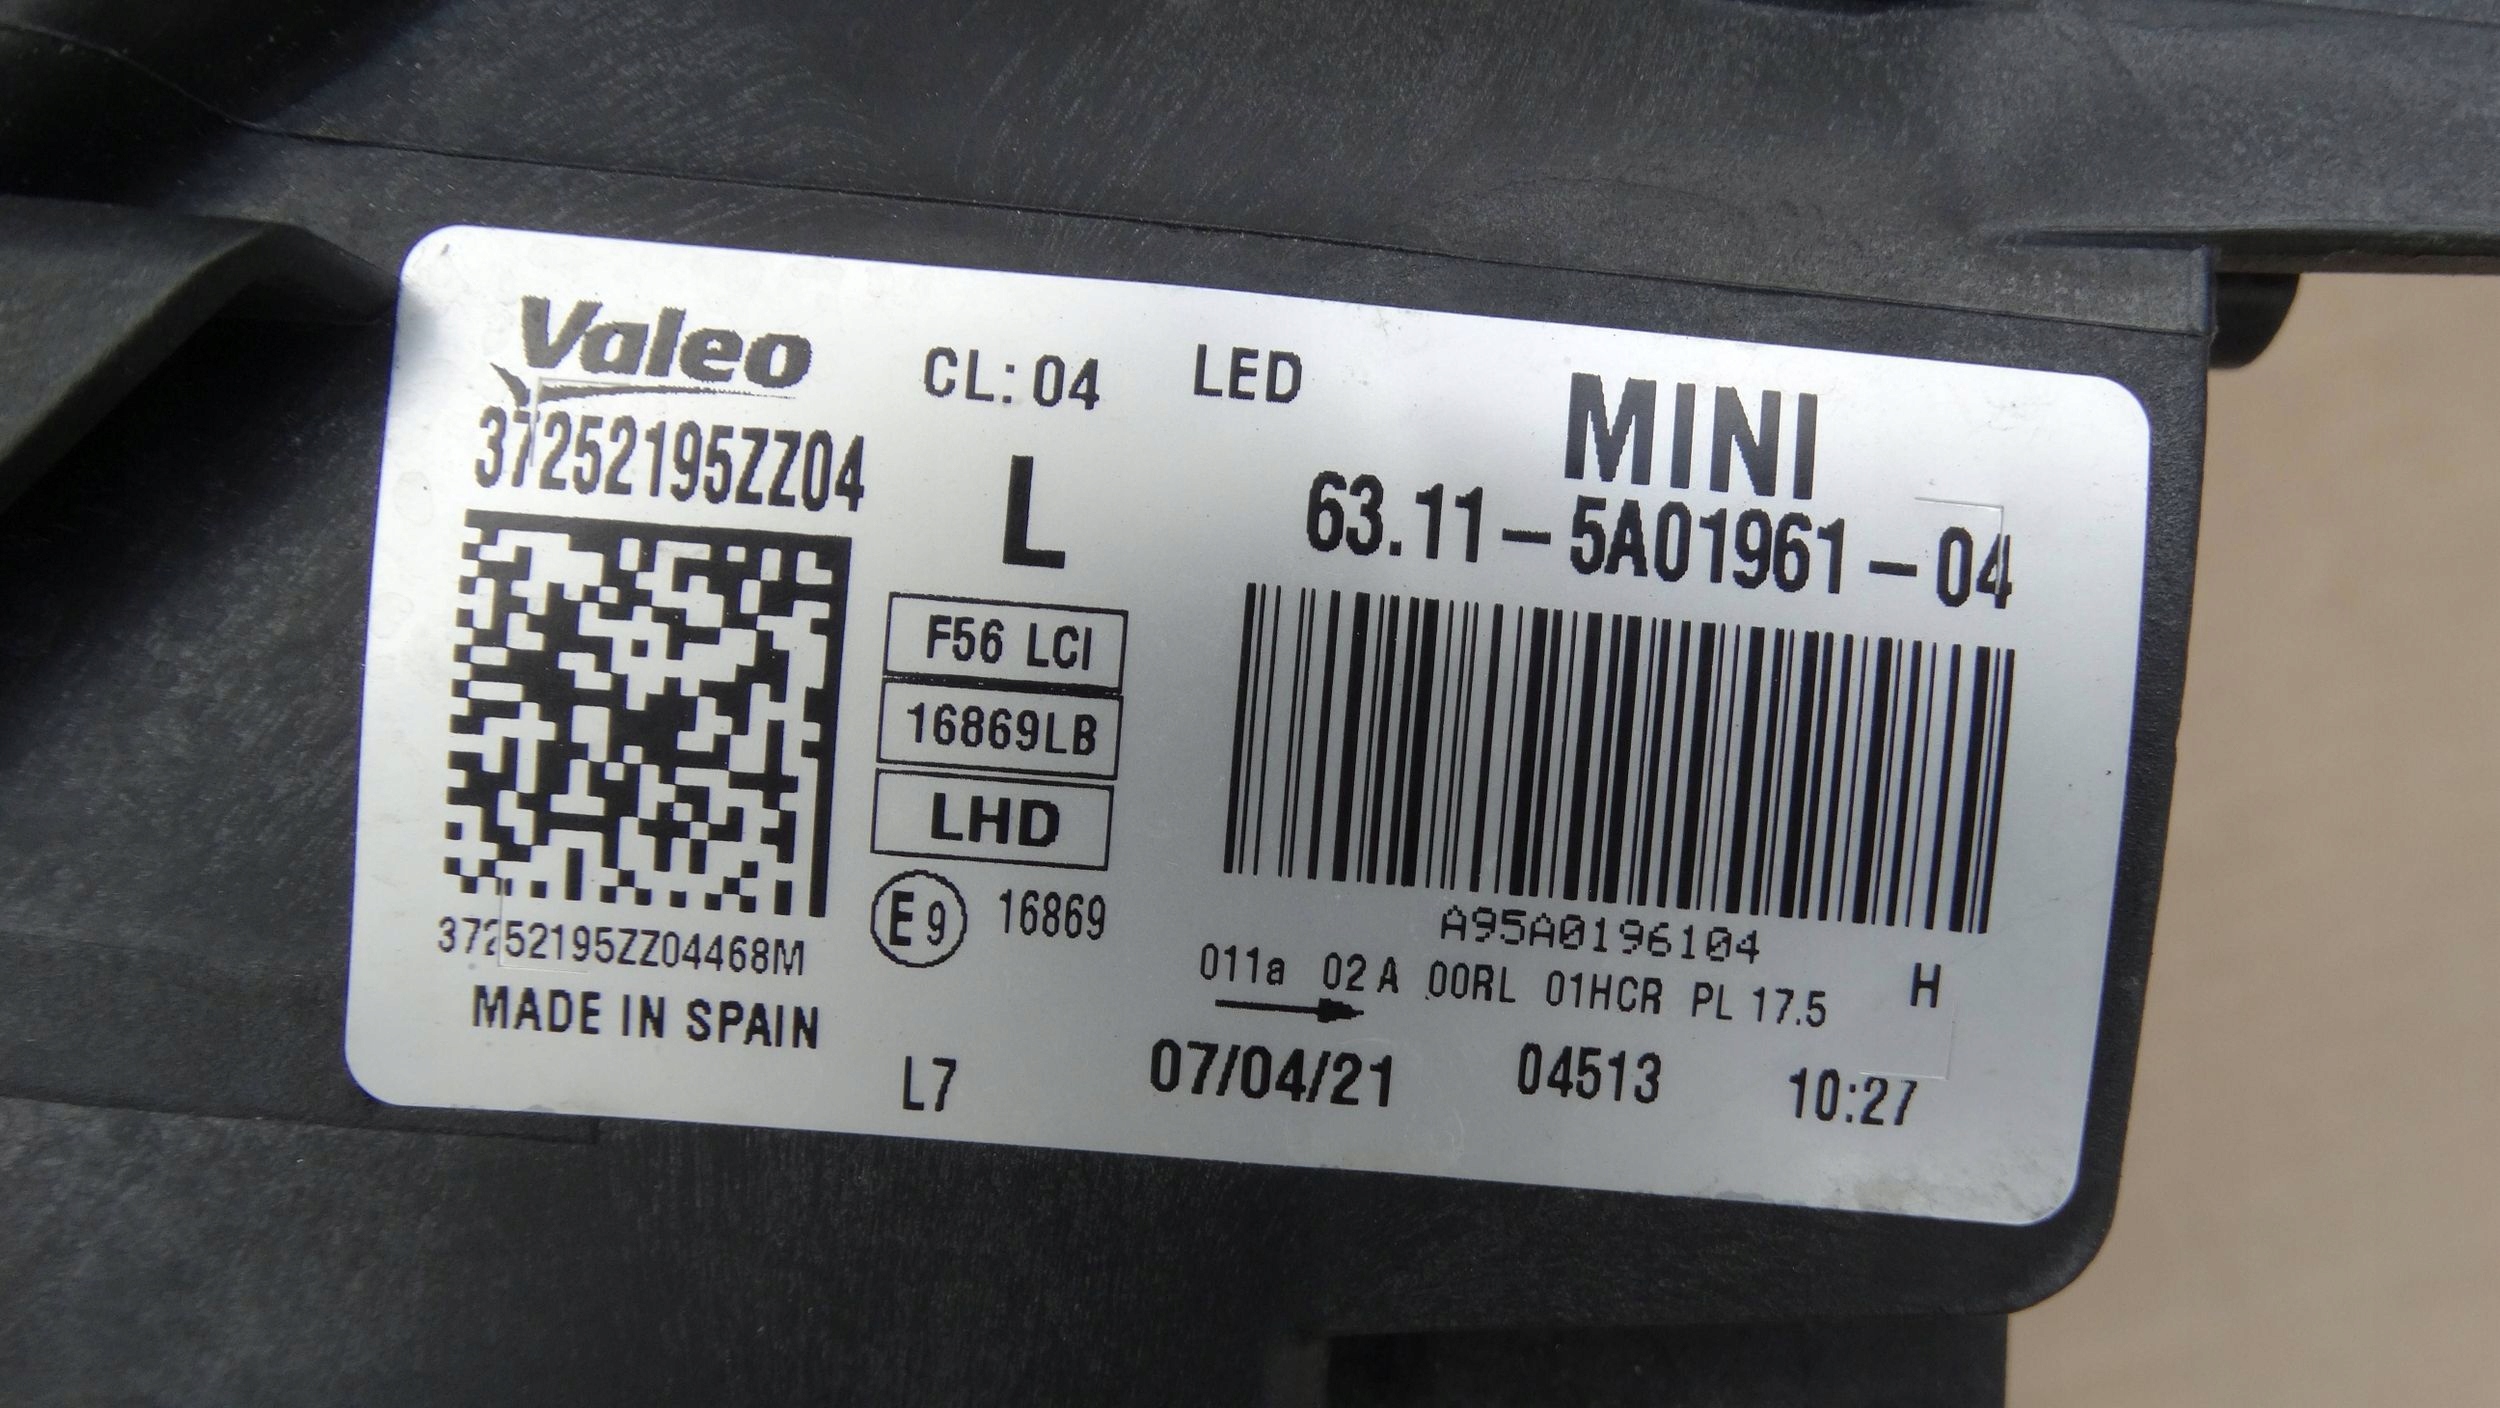 Valeo CL: 04 LED MINI
37252195ZZ04 L 63.11-5A01961-04
F56 LCI
16869LB
LHD
E9 16869
A95A0196104
37252195ZZ04468M 011a 02A 00RL 01HCR PL 17.5 H
MADE IN SPAIN
L7 07/04/21 04513 10:27